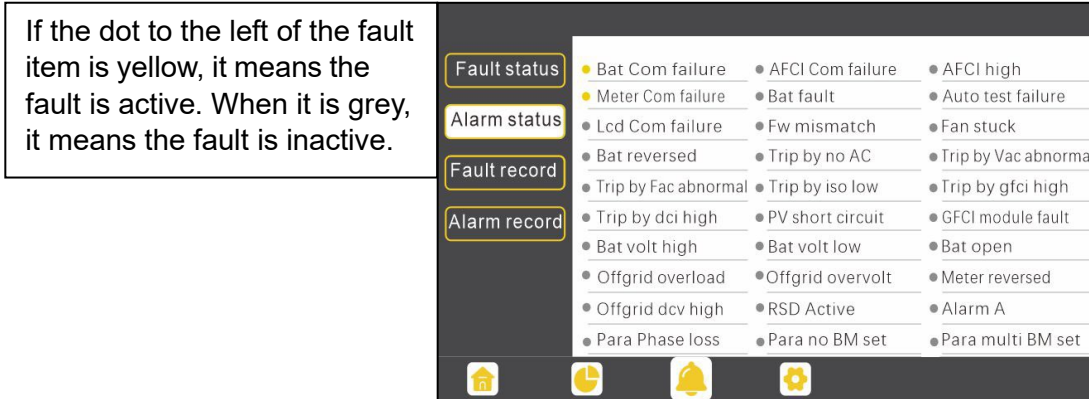 If the dot to the left of the fault
item is yellow, it means the
fault is active. When it is grey,
it means the fault is inactive.
Fault status
Alarm status
Fault record
Alarm record
Bat Com failure AFCI Com failure AFCI high
Meter Com failure Bat fault Auto test failure
Lcd Com failure Fw mismatch Fan stuck
Bat reversed Trip by no AC Trip by Vac abnorma
Trip by Fac abnormal Trip by iso low Trip by gfci high
Trip by dci high PV short circuit GFCI module fault
Bat volt high Bat volt low Bat open
Offgrid overload Offgrid overvolt Meter reversed
Offgrid dcv high RSD Active Alarm A
Para Phase loss Para no BM set Para multi BM set